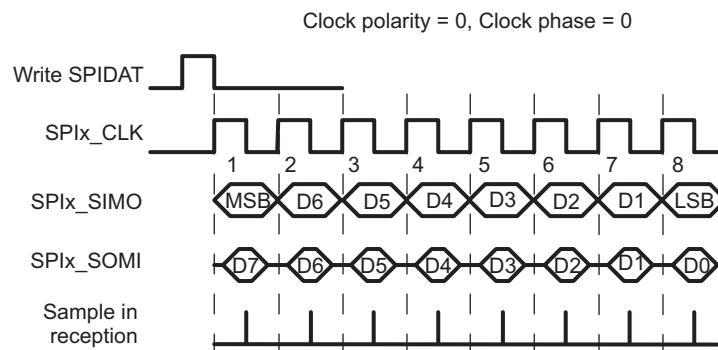 Clock polarity = 0, Clock phase = 0
Write SPIDAT
SPIx_CLK
1 2 3 4 5 6 7 8
SPIx_SIMO
MSB D6 D5 D4 D3 D2 D1 LSB
SPIx_SOMI
D7 D6 D5 D4 D3 D2 D1 D0
Sample in
reception